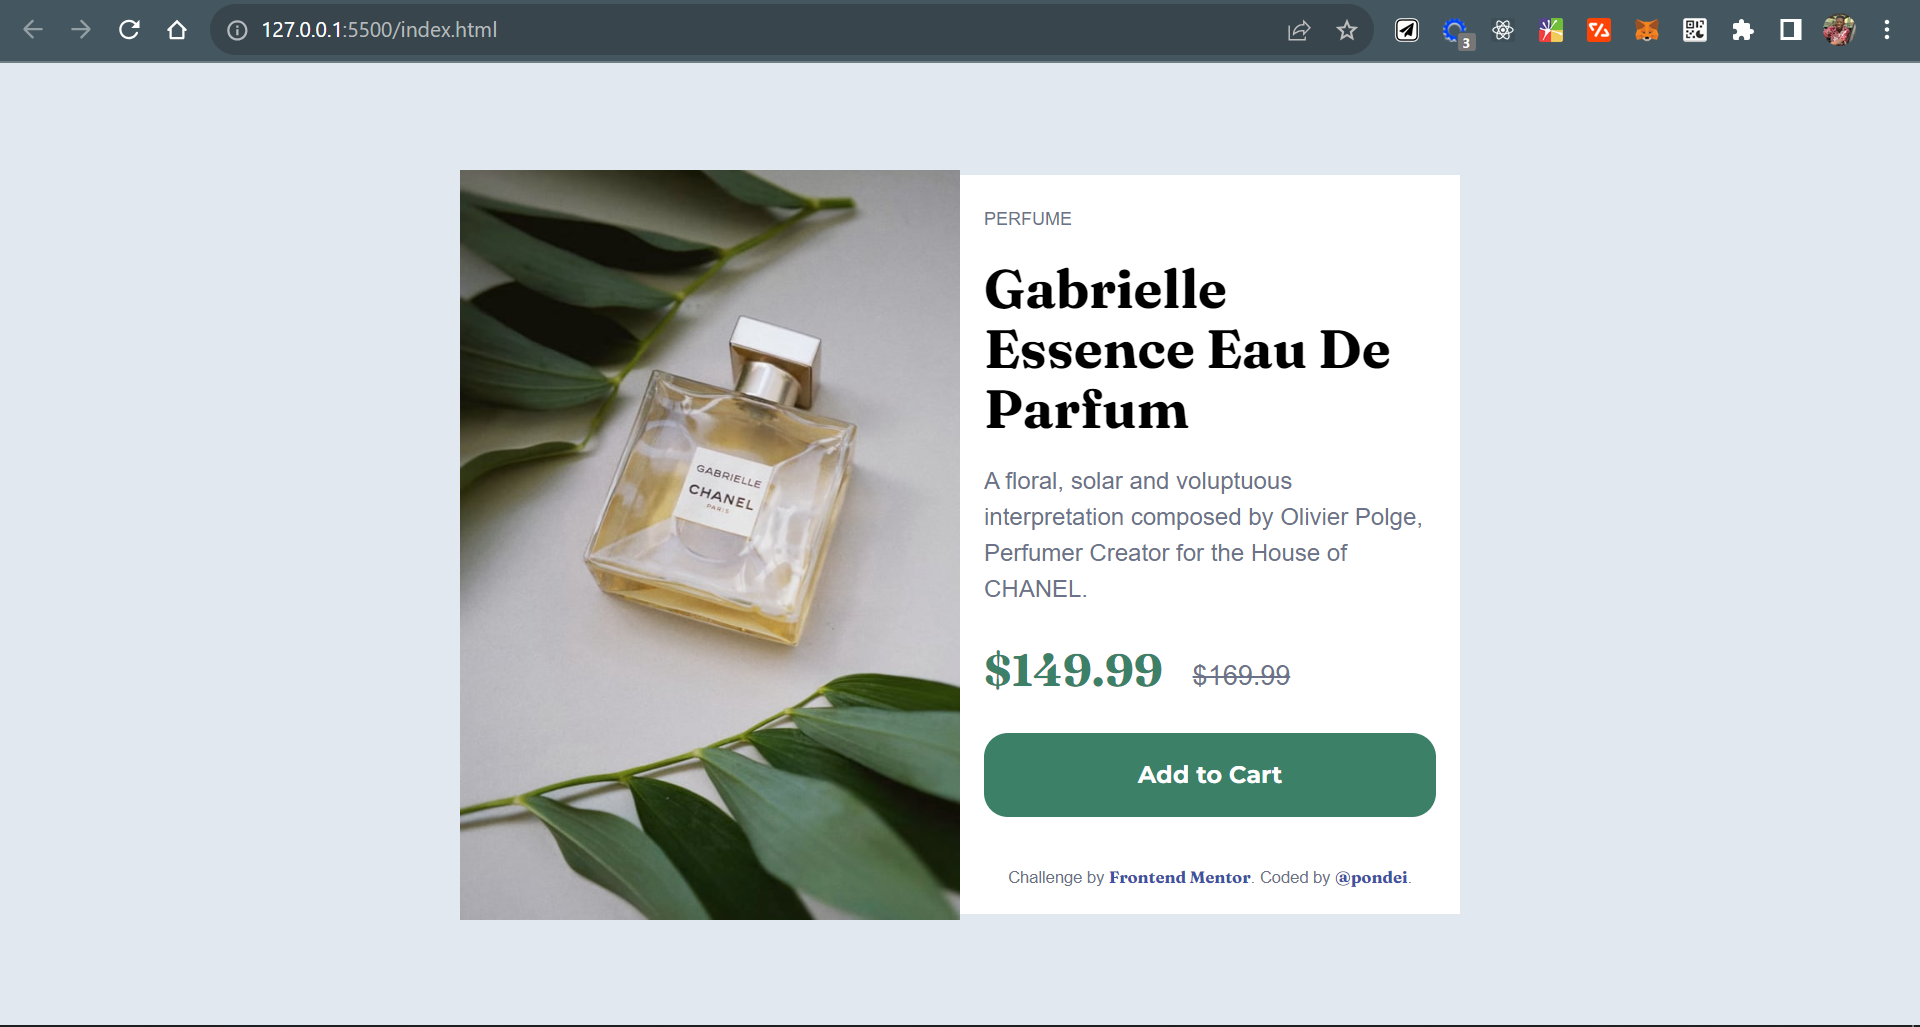 127.0.0.1:5500/index.html
3
GABRIELLE
CHANEL
PARIS
PERFUME
Gabrielle
Essence Eau De
Parfum
A floral, solar and voluptuous
interpretation composed by Olivier Polge,
Perfumer Creator for the House of
CHANEL.
$149.99 $169.99
Add to Cart
Challenge by Frontend Mentor. Coded by @pondei.